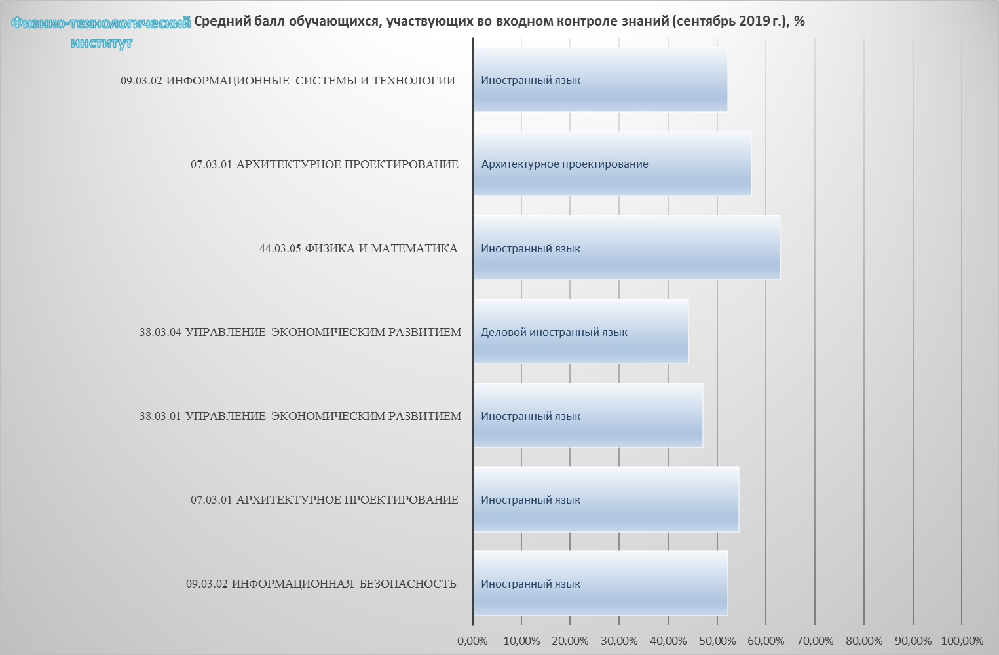 Физико-технологический
институт
Средний балл обучающихся, участвующих во входном контроле знаний (сентябрь 2019 г.), %
09.03.02 ИНФОРМАЦИОННЫЕ СИСТЕМЫ И ТЕХНОЛОГИИ
Иностранный язык
07.03.01 АРХИТЕКТУРНОЕ ПРОЕКТИРОВАНИЕ
Архитектурное проектирование
44.03.05 ФИЗИКА И МАТЕМАТИКА
Иностранный язык
38.03.04 УПРАВЛЕНИЕ ЭКОНОМИЧЕСКИМ РАЗВИТИЕМ
Деловой иностранный язык
38.03.01 УПРАВЛЕНИЕ ЭКОНОМИЧЕСКИМ РАЗВИТИЕМ
Иностранный язык
07.03.01 АРХИТЕКТУРНОЕ ПРОЕКТИРОВАНИЕ
Иностранный язык
09.03.02 ИНФОРМАЦИОННАЯ БЕЗОПАСНОСТЬ
Иностранный язык
0,00% 10,00% 20,00% 30,00% 40,00% 50,00% 60,00% 70,00% 80,00% 90,00% 100,00%